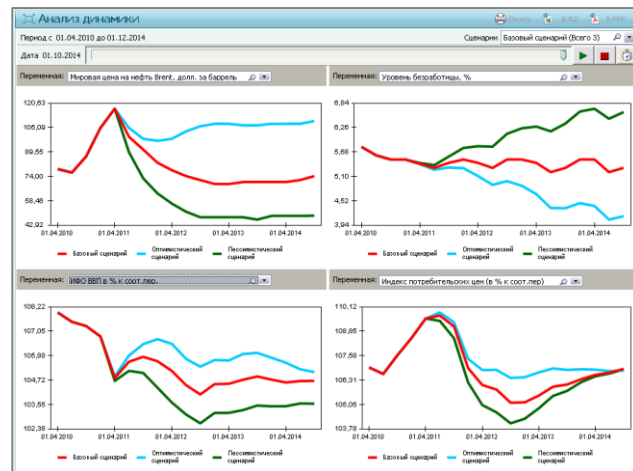 Анализ динамики
Печать В XLS В PDF
Период с 01.04.2010 до 01.12.2014
Сценарии Базовый сценарий (Всего 3)
Дата 01.10.2014
Переменная: Мировая цена на нефть Brent, долл. за баррель
Переменная: Уровень безработицы, %
120,63
105,09
89,55
74,00
58,46
42,92
01.04.2010 01.04.2011 01.04.2012 01.04.2013 01.04.2014
Базовый сценарий Оптимистический сценарий Пессимистический сценарий
6,84
6,26
5,68
5,10
4,52
3,94
01.04.2010 01.04.2011 01.04.2012 01.04.2013 01.04.2014
Базовый сценарий Оптимистический сценарий Пессимистический сценарий
Переменная: ИФО ВВП в % к соот.пер.
Переменная: Индекс потребительских цен (в % к соот.пер)
108,22
107,05
105,88
104,72
103,55
102,38
01.04.2010 01.04.2011 01.04.2012 01.04.2013 01.04.2014
Базовый сценарий Оптимистический сценарий Пессимистический сценарий
110,12
108,85
107,58
106,31
105,05
103,78
01.04.2010 01.04.2011 01.04.2012 01.04.2013 01.04.2014
Базовый сценарий Оптимистический сценарий Пессимистический сценарий